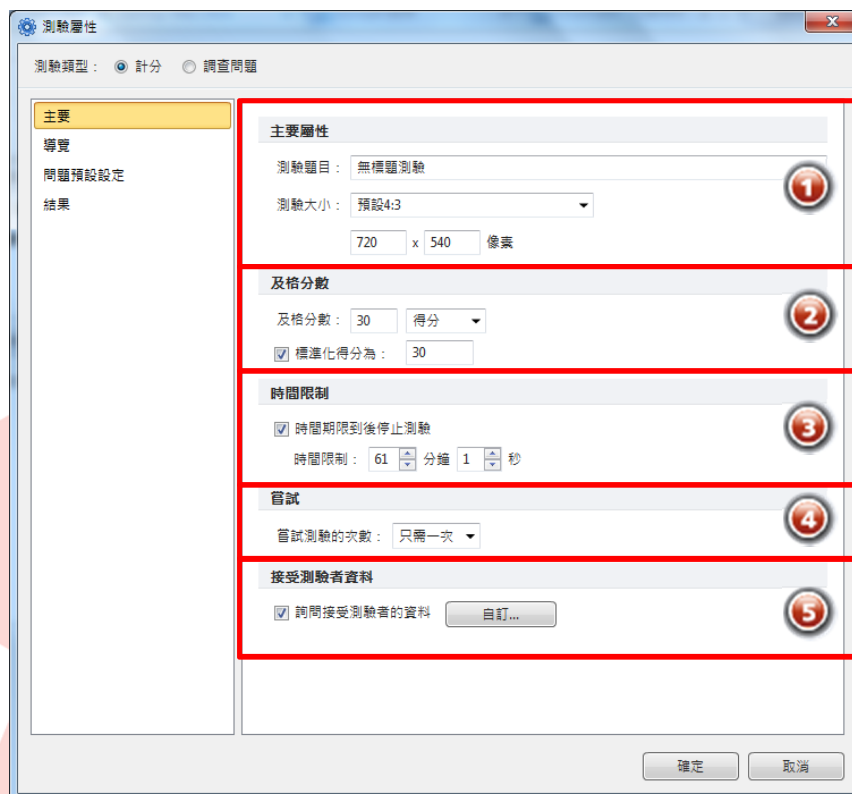 測驗屬性
測驗類型： 計分 調查問題
主要
導覽
問題預設設定
結果
主要屬性
測驗題目： 無標題測驗
測驗大小： 預設4:3
720 x 540 像素
1
及格分數
及格分數： 30 得分
標準化得分為： 30
2
時間限制
時間期限到後停止測驗
時間限制： 61 分鐘 1 秒
3
嘗試
嘗試測驗的次數： 只需一次
4
接受測驗者資料
詢問接受測驗者的資料 自訂...
5
確定 取消